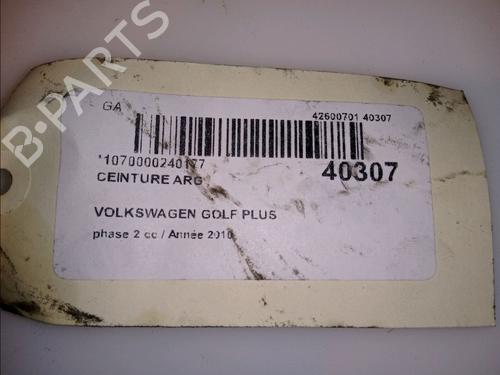 B-PARTS
GA
42600701 40307
*1070000240177
40307
CEINTURE ARG
VOLKSWAGEN GOLF PLUS
phase 2 cc / Année 2010